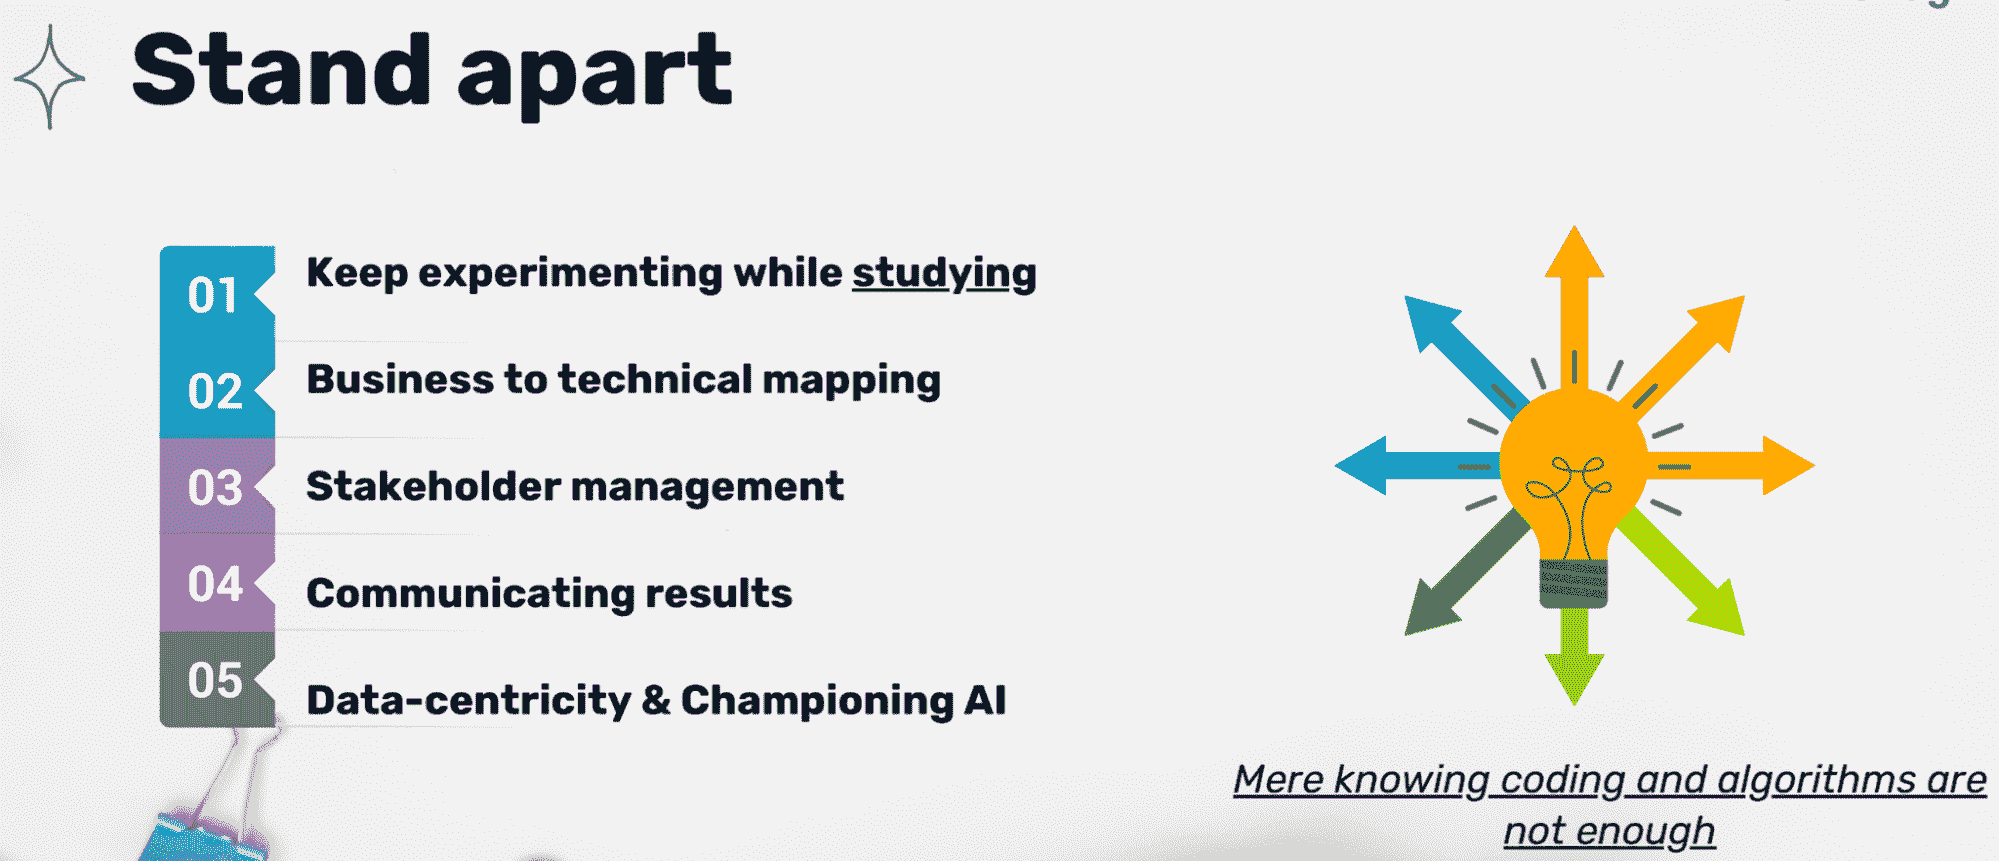 Stand apart
01
Keep experimenting while studying
02
Business to technical mapping
03
Stakeholder management
04
Communicating results
05
Data-centricity & Championing AI
Mere knowing coding and algorithms are
not enough